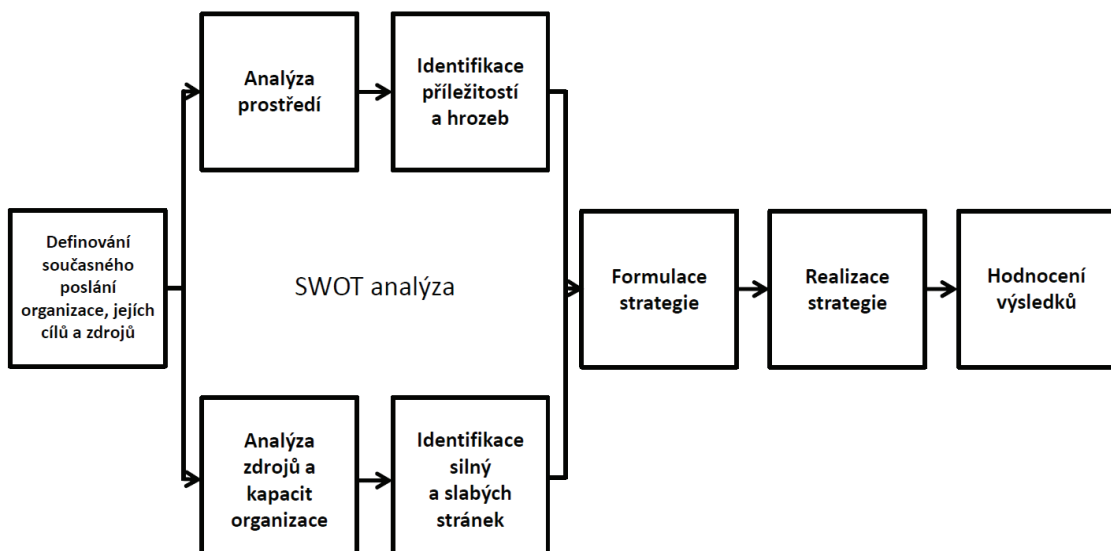 Analýza
prostředí
Identifikace
příležitostí
a hrozeb
Definování
současného
poslání
organizace, jejích
cílů a zdrojů
SWOT analýza
Formulace
strategie
Realizace
strategie
Hodnocení
výsledků
Analýza
zdrojů a
kapacit
organizace
Identifikace
silný
a slabých
stránek